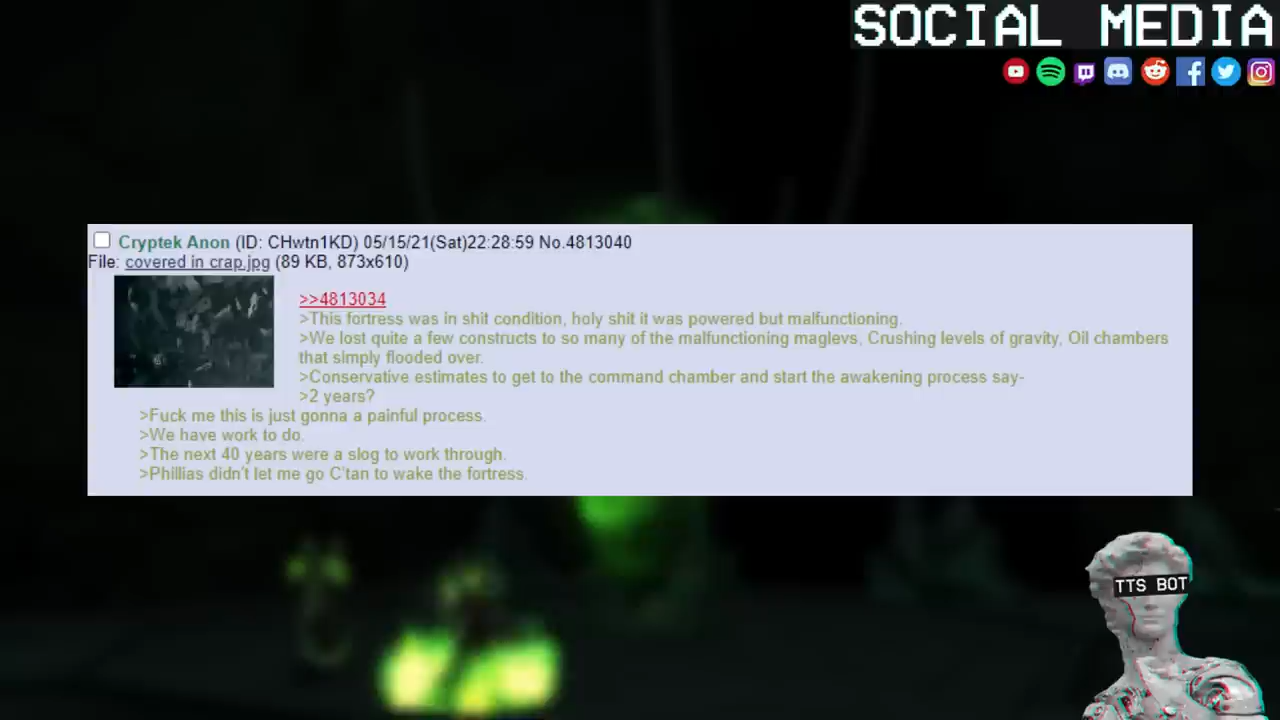 SOCIAL MEDIA
Cryptek Anon (ID: CHwtn1KD) 05/15/21(Sat)22:28:59 No.4813040
File: covered in crap.jpg (89 KB, 873x610)
>>4813034
>This fortress was in shit condition, holy shit it was powered but malfunctioning.
>We lost quite a few constructs to so many of the malfunctioning maglevs, Crushing levels of gravity, Oil chambers
that simply flooded over.
>Conservative estimates to get to the command chamber and start the awakening process say-
>2 years?
>Fuck me this is just gonna a painful process.
>We have work to do.
>The next 40 years were a slog to work through.
>Phillias didn't let me go C'tan to wake the fortress.
TTS BOT